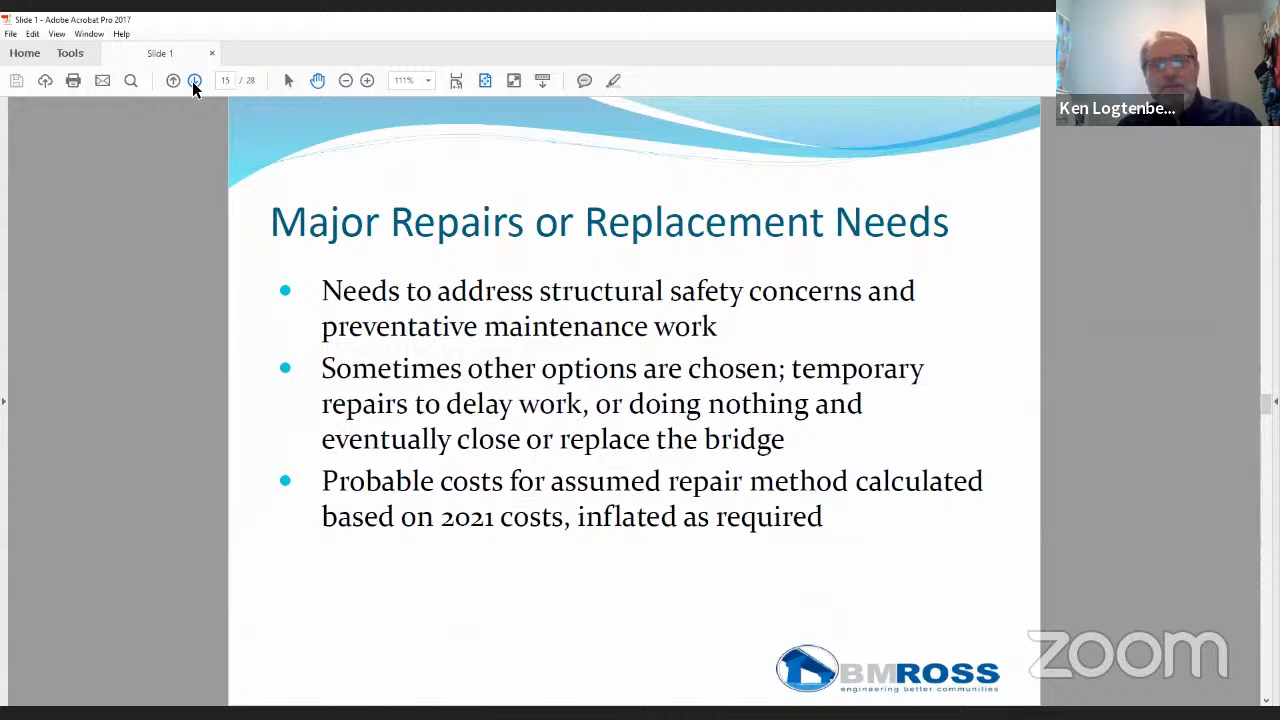 Slide 1 - Adobe Acrobat Pro 2017
File Edit View Window Help
Home Tools Slide 1 ×
15 / 28 111%
Ken Logtenbe...
Major Repairs or Replacement Needs
• Needs to address structural safety concerns and
preventative maintenance work
• Sometimes other options are chosen; temporary
repairs to delay work, or doing nothing and
eventually close or replace the bridge
• Probable costs for assumed repair method calculated
based on 2021 costs, inflated as required
BMROSS
engineering better communities
zoom